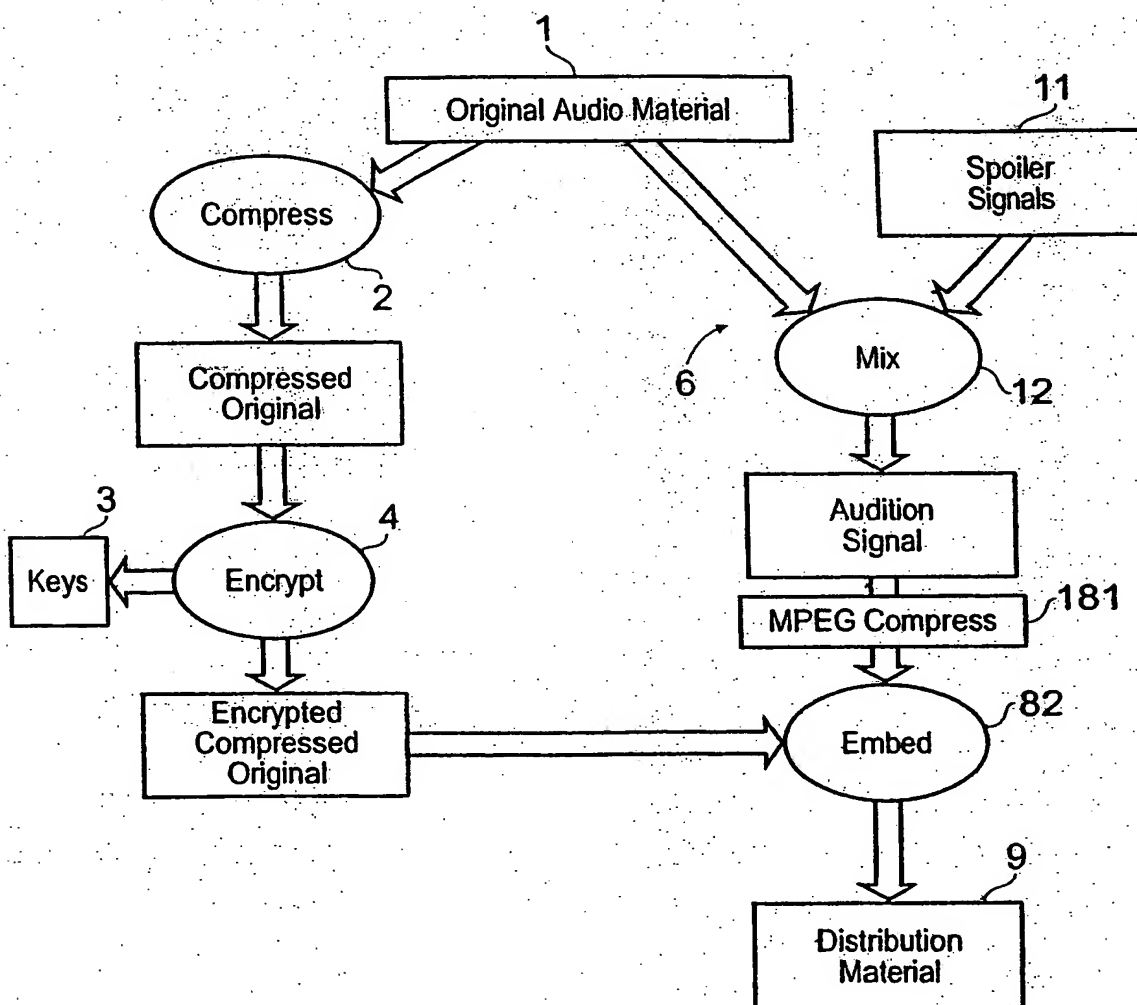 1
Original Audio Material
11
Spoiler
Signals
Compress
2
Compressed
Original
6
Mix
12
3
Keys
4
Encrypt
Audition
Signal
MPEG Compress
181
Encrypted
Compressed
Original
Embed
82
9
Distribution
Material